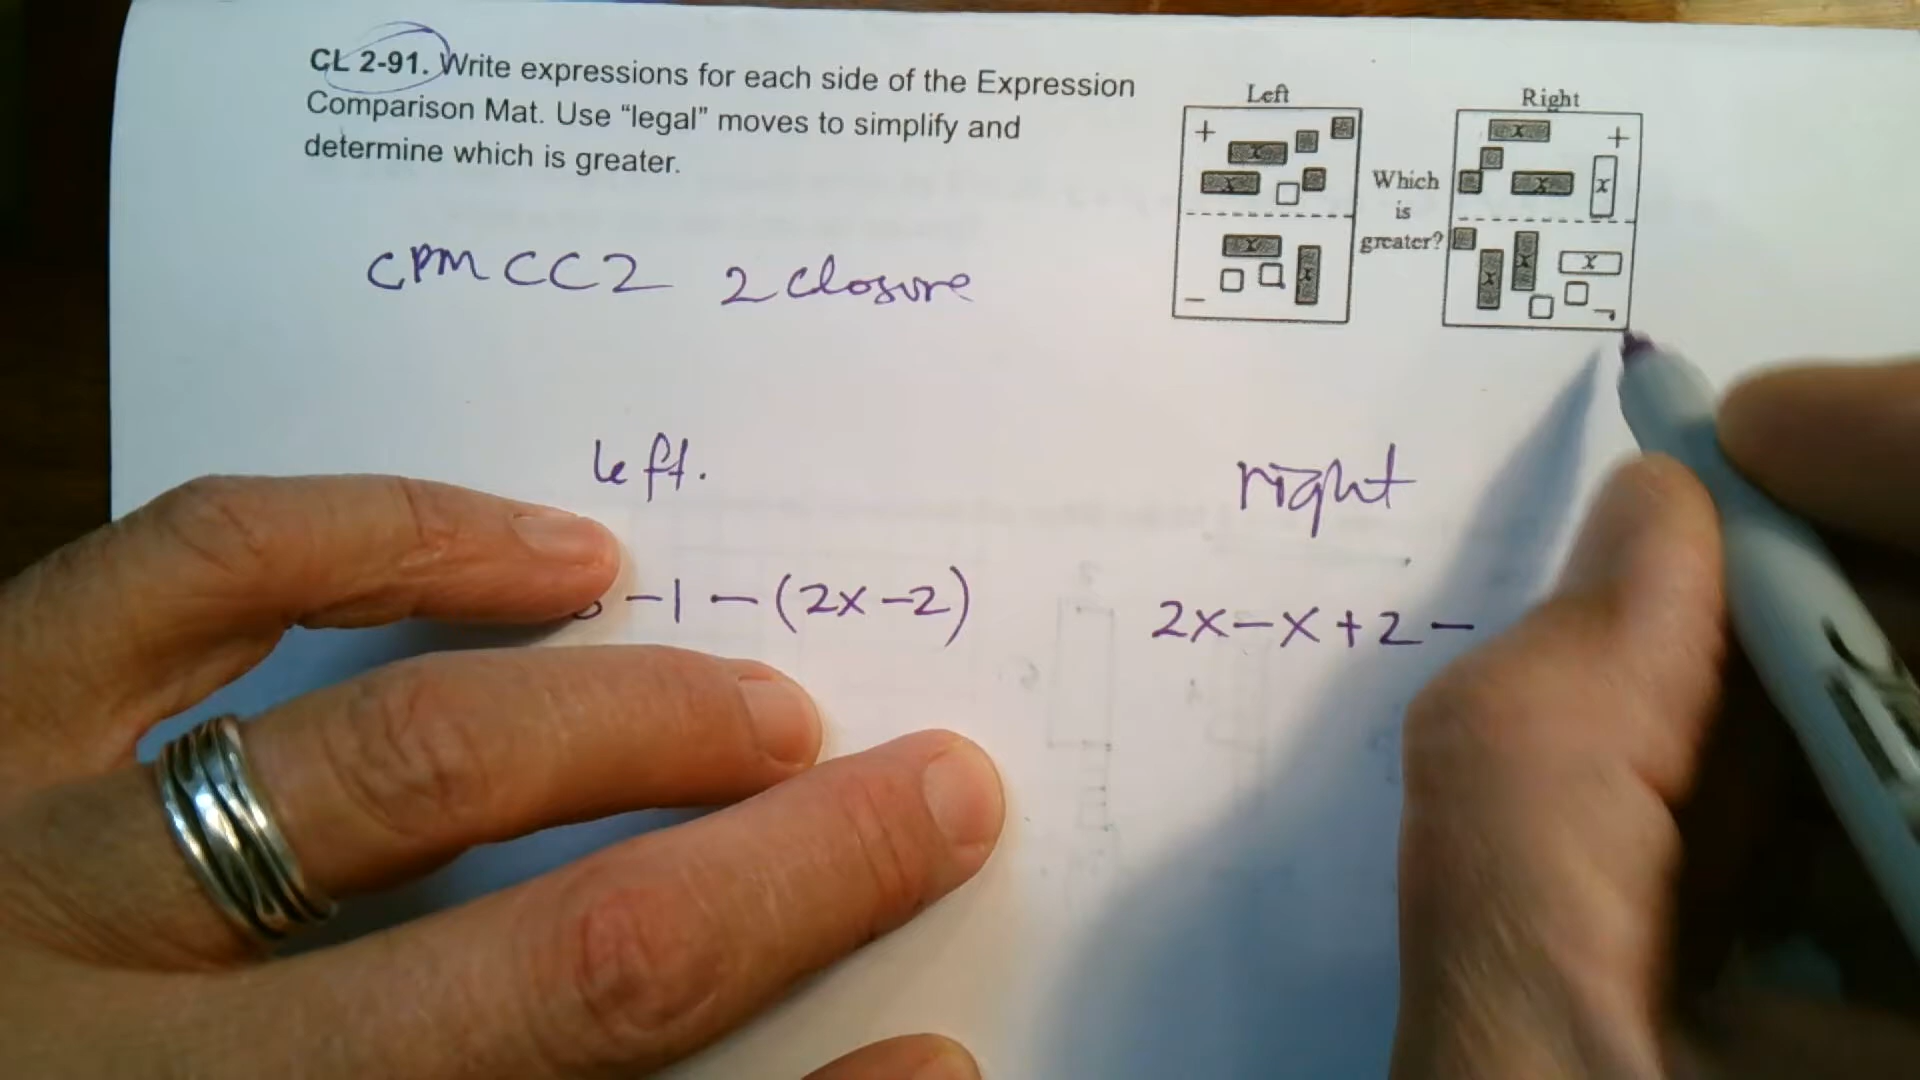 CL 2-91. Write expressions for each side of the Expression
Comparison Mat. Use “legal” moves to simplify and
determine which is greater.
Left
Right
+
x
x
x
x
−
Which
is
greater?
x
+
x
x
x
x
x
−
CPM CC2 2 closure
left.
right
-1 - (2x-2)
2x-x+2-